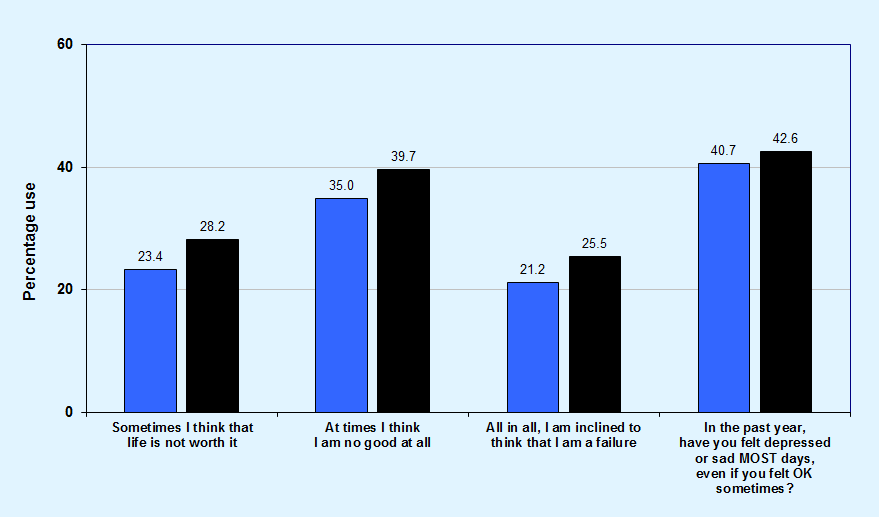 60
40
20
0
Percentage use
23.4
28.2
35.0
39.7
21.2
25.5
40.7
42.6
Sometimes I think that
life is not worth it
At times I think
I am no good at all
All in all, I am inclined to
think that I am a failure
In the past year,
have you felt depressed
or sad MOST days,
even if you felt OK
sometimes?